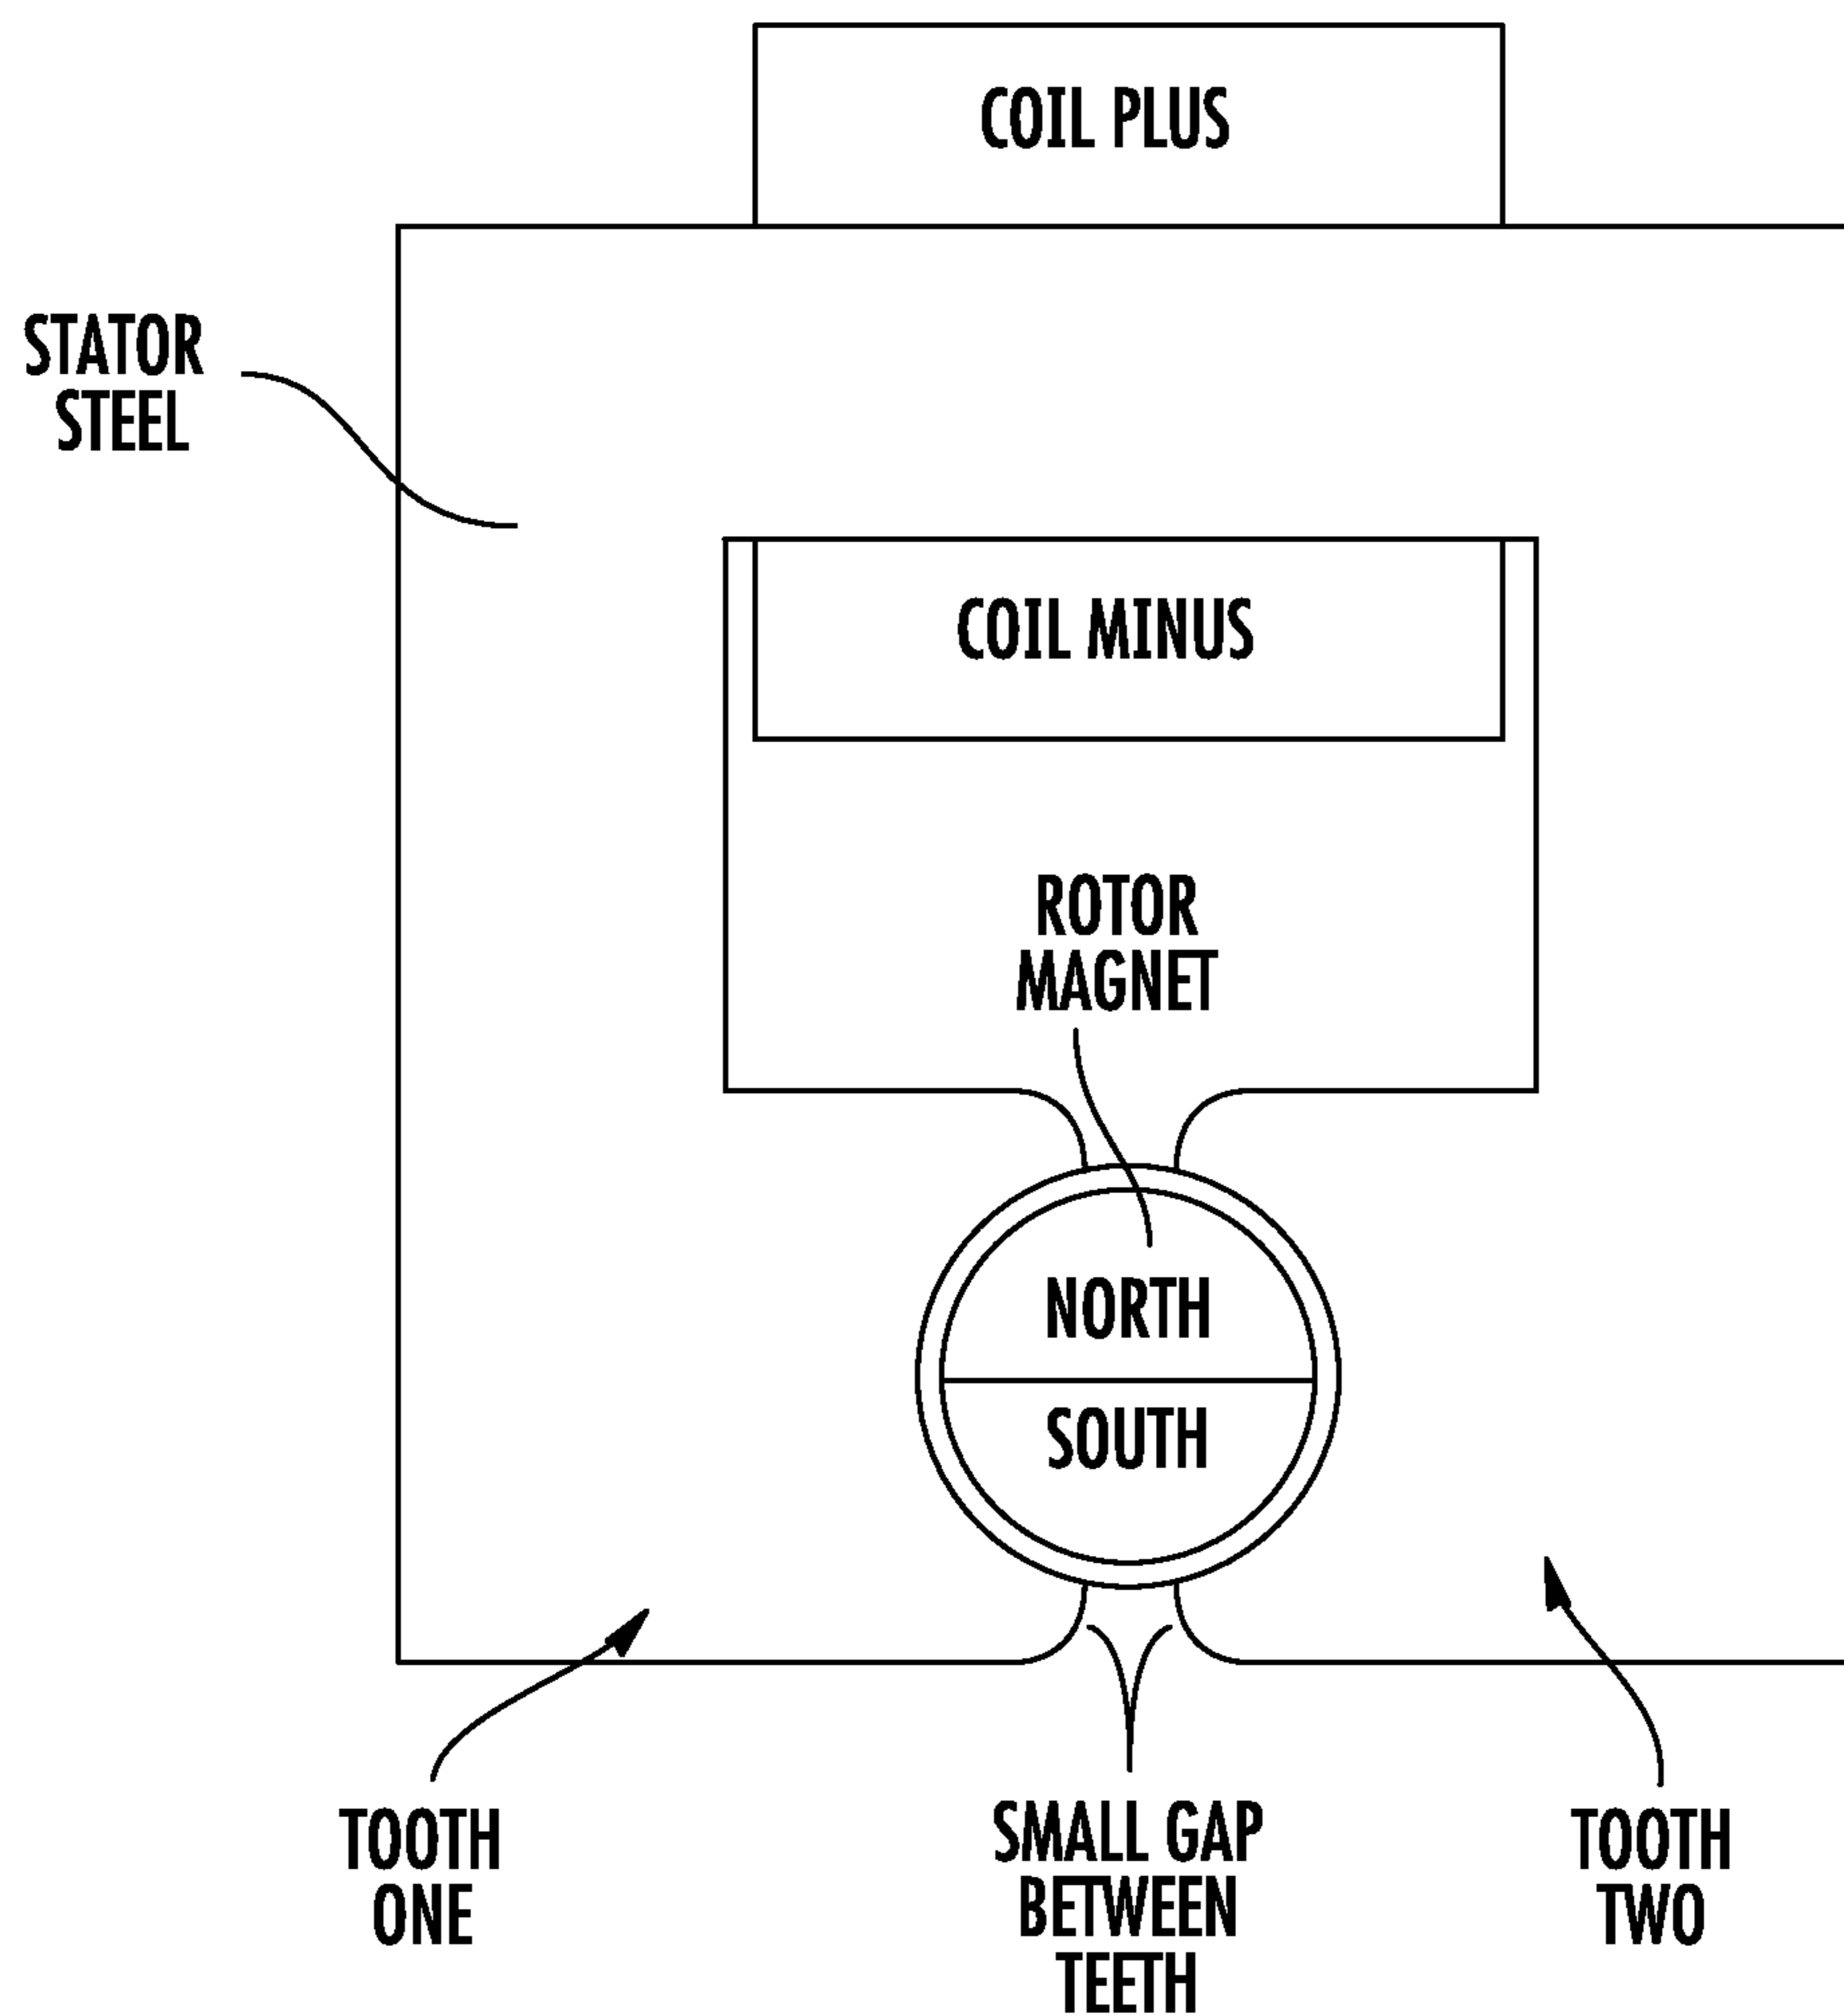 COIL PLUS
STATOR
STEEL
COIL MINUS
ROTOR
MAGNET
NORTH
SOUTH
TOOTH
ONE
SMALL GAP
BETWEEN
TEETH
TOOTH
TWO